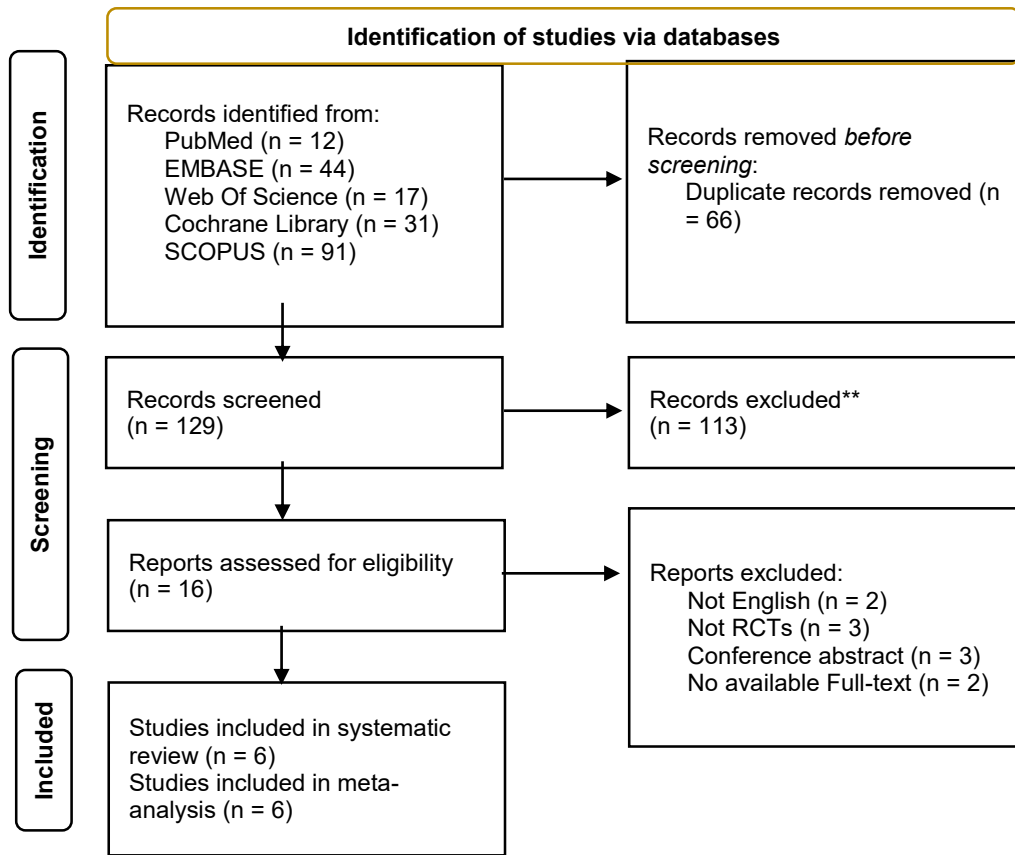 Identification of studies via databases
Identification
Records identified from:
PubMed (n = 12)
EMBASE (n = 44)
Web Of Science (n = 17)
Cochrane Library (n = 31)
SCOPUS (n = 91)
Records removed before
screening:
Duplicate records removed (n
= 66)
Screening
Records screened
(n = 129)
Records excluded**
(n = 113)
Reports assessed for eligibility
(n = 16)
Reports excluded:
Not English (n = 2)
Not RCTs (n = 3)
Conference abstract (n = 3)
No available Full-text (n = 2)
Included
Studies included in systematic
review (n = 6)
Studies included in meta-
analysis (n = 6)